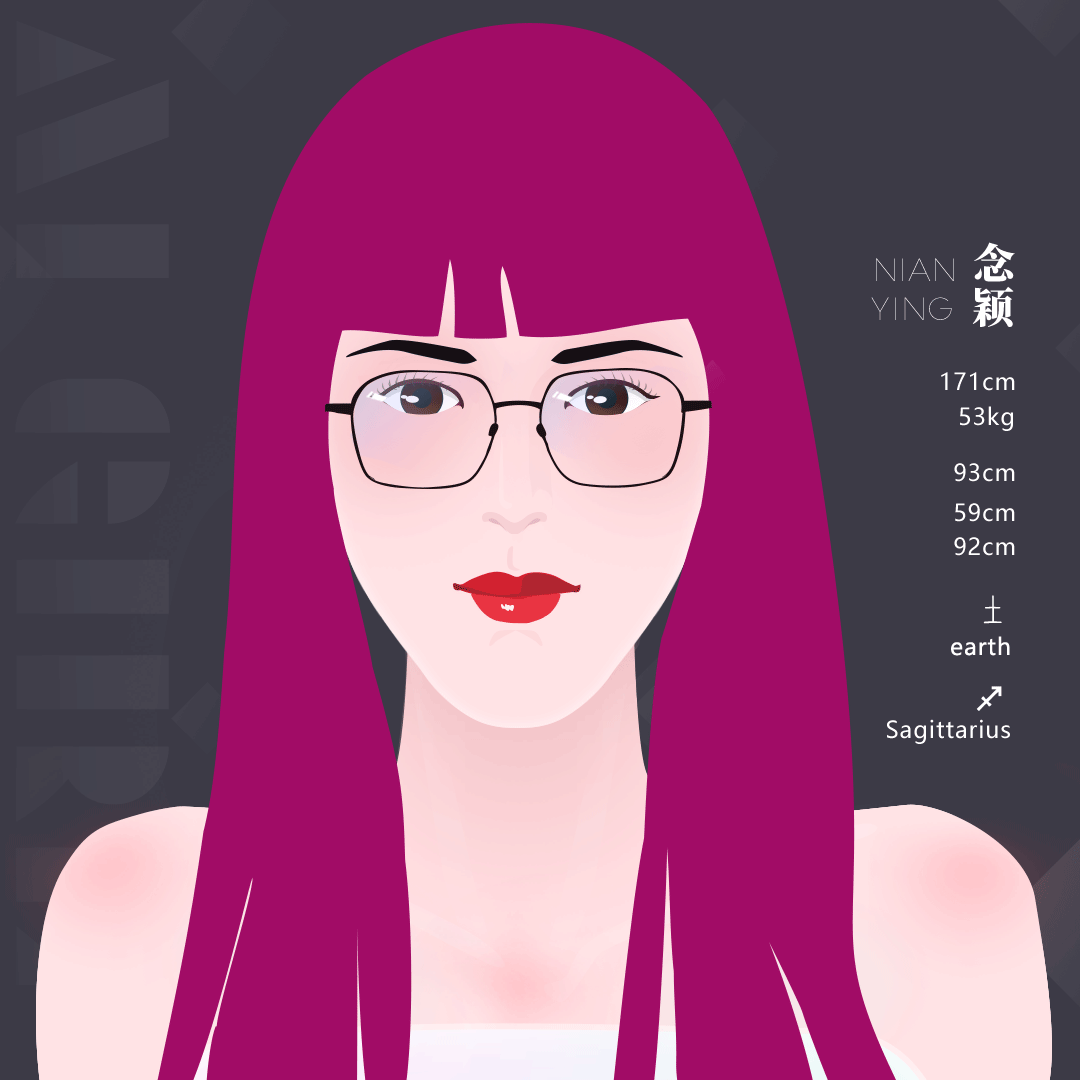 念颖
NIAN
YING
171cm
53kg
93cm
59cm
92cm
土
earth
Sagittarius